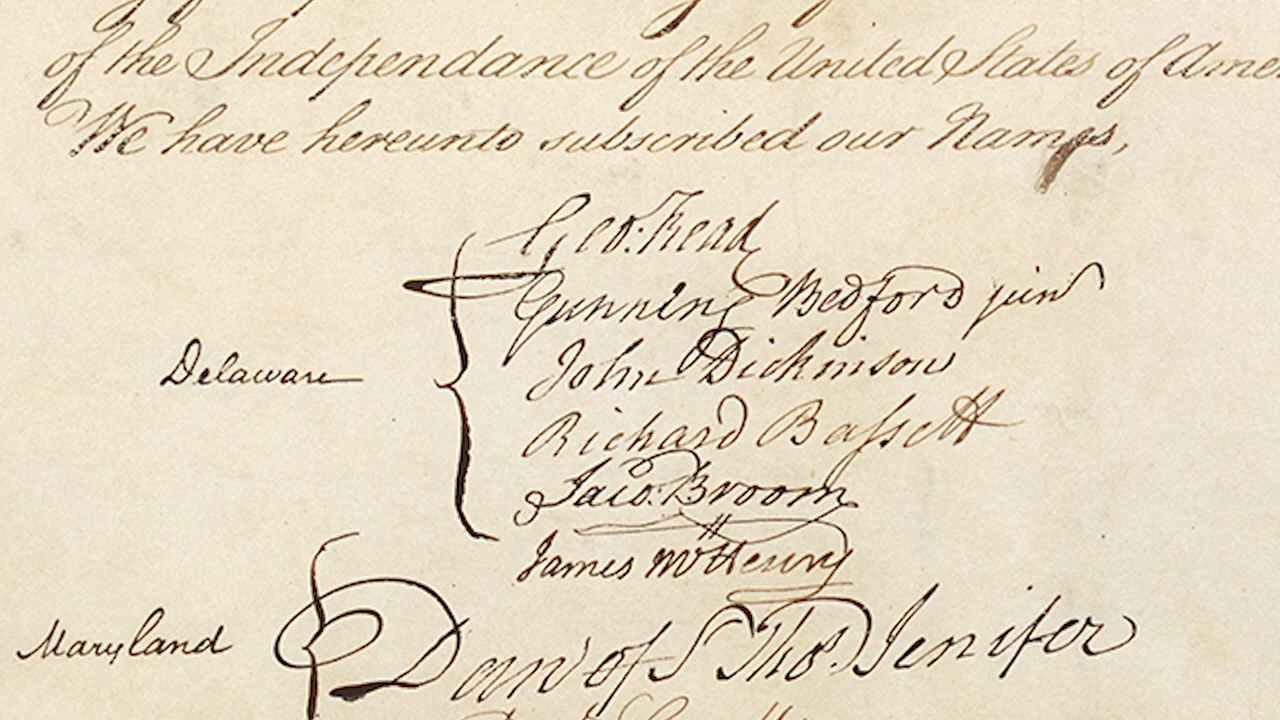 of the Independance of the United States of Amer
We have hereunto subscribed our Names,
Delaware
Geo: Read
Gunning Bedford jun
John Dickinson
Richard Bassett
Jaco: Broom
Maryland
James McHenry
Dan of St Thos. Jenifer